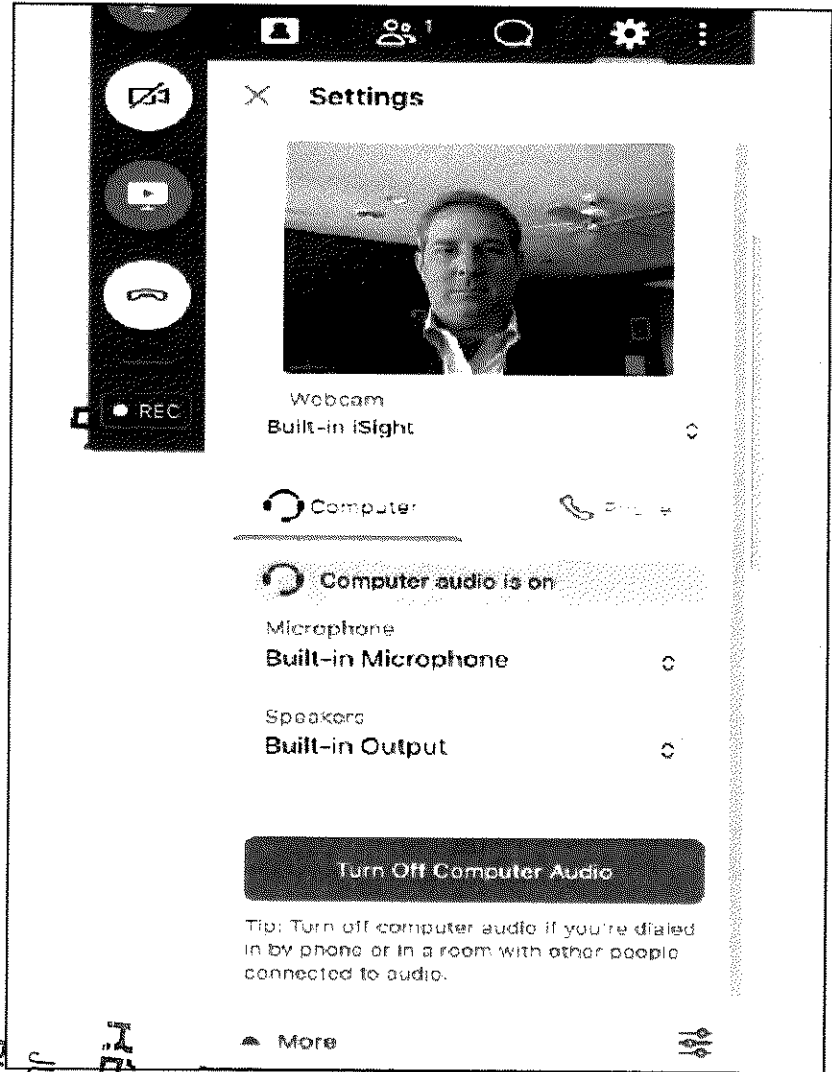 1
Settings
REC
Webcam
Built-in iSight
Computer
Phone
Computer audio is on
Microphone
Built-in Microphone
Speakers
Built-in Output
Turn Off Computer Audio
Tip: Turn off computer audio if you're dialed
in by phone or in a room with other people
connected to audio.
More